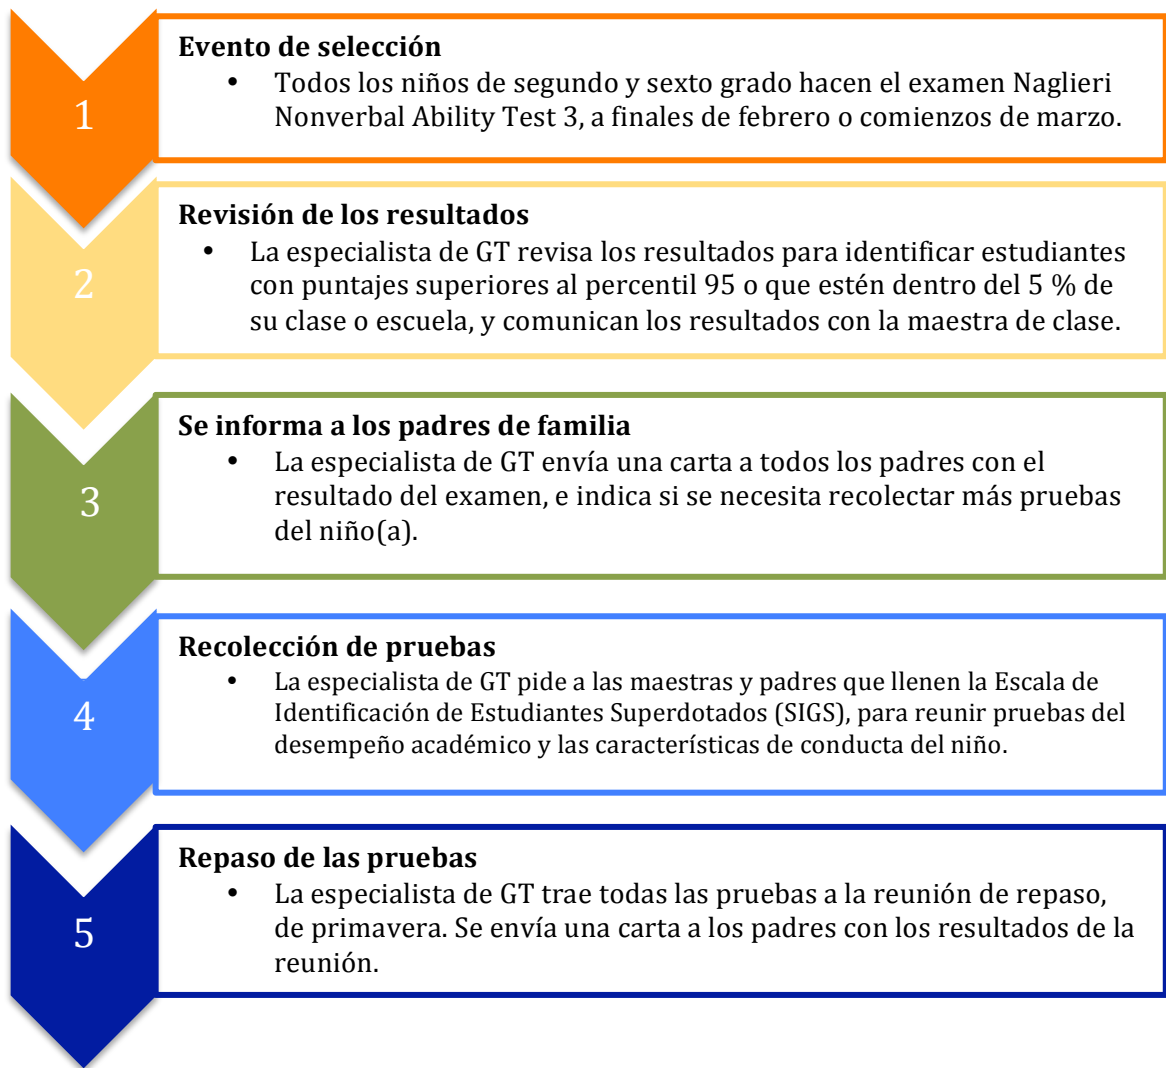 1
Evento de selección
• Todos los niños de segundo y sexto grado hacen el examen Naglieri
Nonverbal Ability Test 3, a finales de febrero o comienzos de marzo.
2
Revisión de los resultados
• La especialista de GT revisa los resultados para identificar estudiantes
con puntajes superiores al percentil 95 o que estén dentro del 5 % de
su clase o escuela, y comunican los resultados con la maestra de clase.
3
Se informa a los padres de familia
• La especialista de GT envía una carta a todos los padres con el
resultado del examen, e indica si se necesita recolectar más pruebas
del niño(a).
4
Recolección de pruebas
• La especialista de GT pide a las maestras y padres que llenen la Escala de
Identificación de Estudiantes Superdotados (SIGS), para reunir pruebas del
desempeño académico y las características de conducta del niño.
5
Repaso de las pruebas
• La especialista de GT trae todas las pruebas a la reunión de repaso,
de primavera. Se envía una carta a los padres con los resultados de la
reunión.